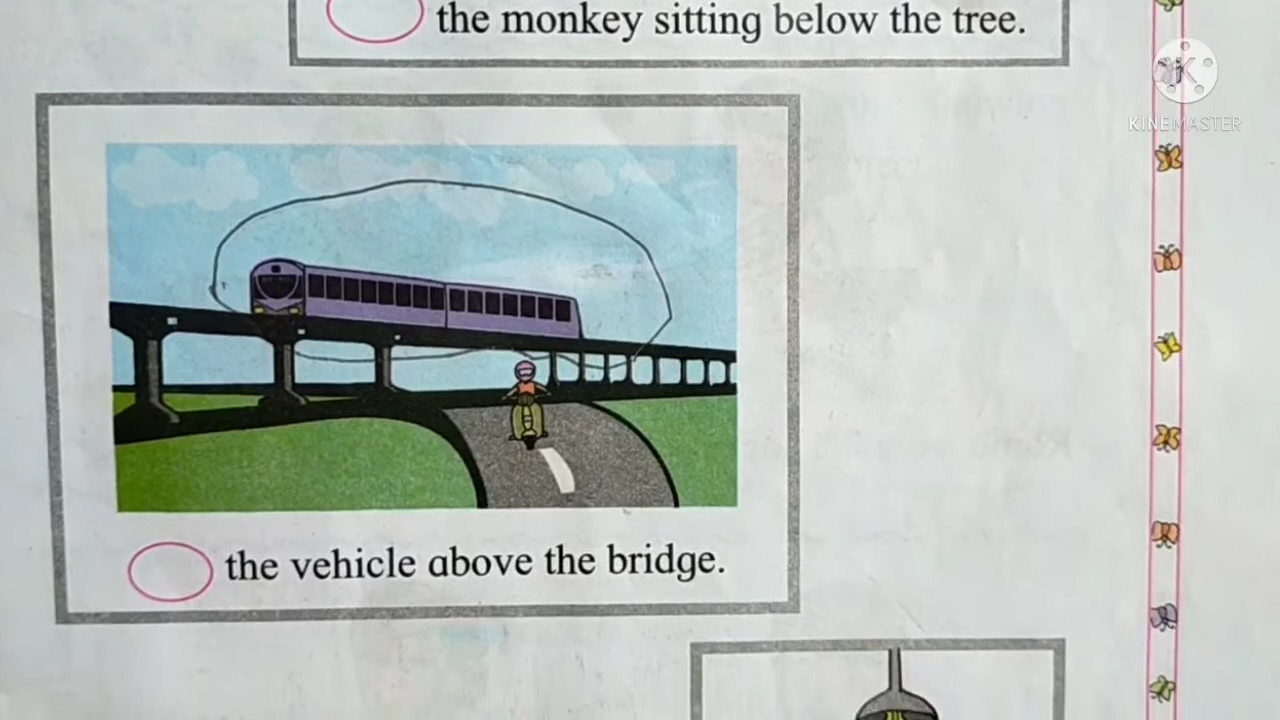 the monkey sitting below the tree.
K
KINEMASTER
the vehicle above the bridge.